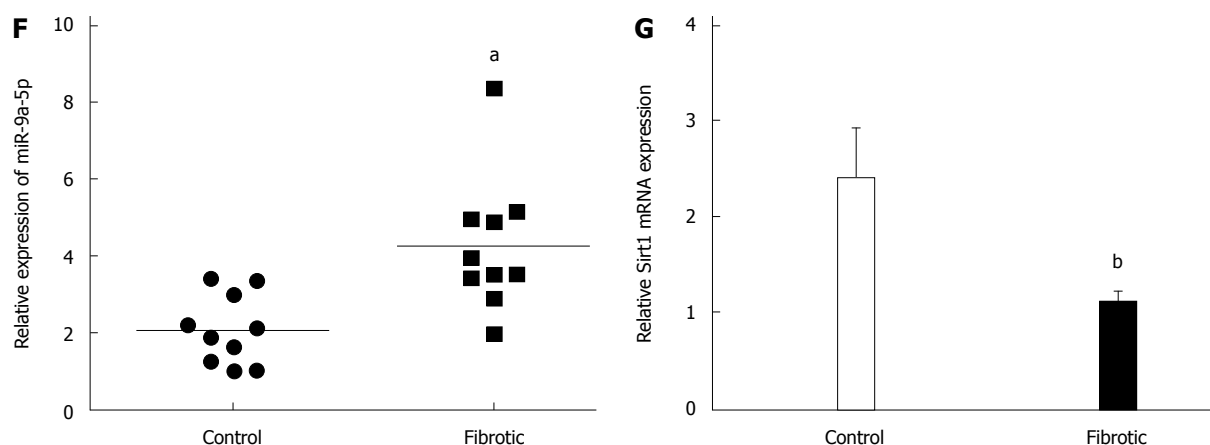 F
Relative expression of miR-9a-5p
10
8
6
4
2
0
a
Control
Fibrotic
G
Relative Sirt1 mRNA expression
4
3
2
1
0
b
Control
Fibrotic